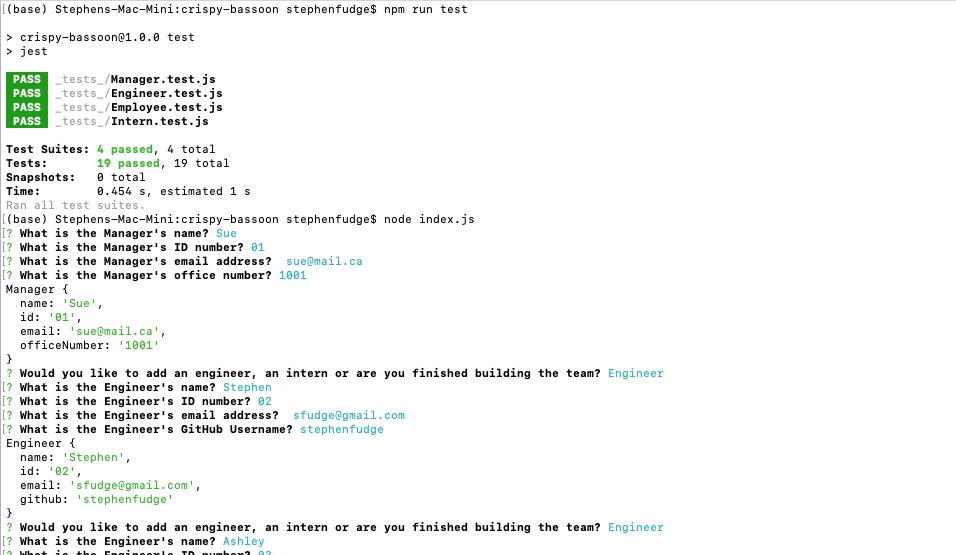 [(base) Stephens-Mac-Mini:crispy-bassoon stephenfudge$ npm run test
> crispy-bassoon@1.0.0 test
> jest
PASS _tests_/Manager.test.js
PASS _tests_/Engineer.test.js
PASS _tests_/Employee.test.js
PASS _tests_/Intern.test.js
Test Suites: 4 passed, 4 total
Tests:       19 passed, 19 total
Snapshots:   0 total
Time:        0.454 s, estimated 1 s
Ran all test suites.
[(base) Stephens-Mac-Mini:crispy-bassoon stephenfudge$ node index.js
[? What is the Manager's name? Sue
[? What is the Manager's ID number? 01
[? What is the Manager's email address?  sue@mail.ca
[? What is the Manager's office number? 1001
Manager {
  name: 'Sue',
  id: '01',
  email: 'sue@mail.ca',
  officeNumber: '1001'
}
? Would you like to add an engineer, an intern or are you finished building the team? Engineer
[? What is the Engineer's name? Stephen
[? What is the Engineer's ID number? 02
[? What is the Engineer's email address?  sfudge@gmail.com
[? What is the Engineer's GitHub Username? stephenfudge
Engineer {
  name: 'Stephen',
  id: '02',
  email: 'sfudge@gmail.com',
  github: 'stephenfudge'
}
? Would you like to add an engineer, an intern or are you finished building the team? Engineer
[? What is the Engineer's name? Ashley
[? What is the Engineer's ID number? 03